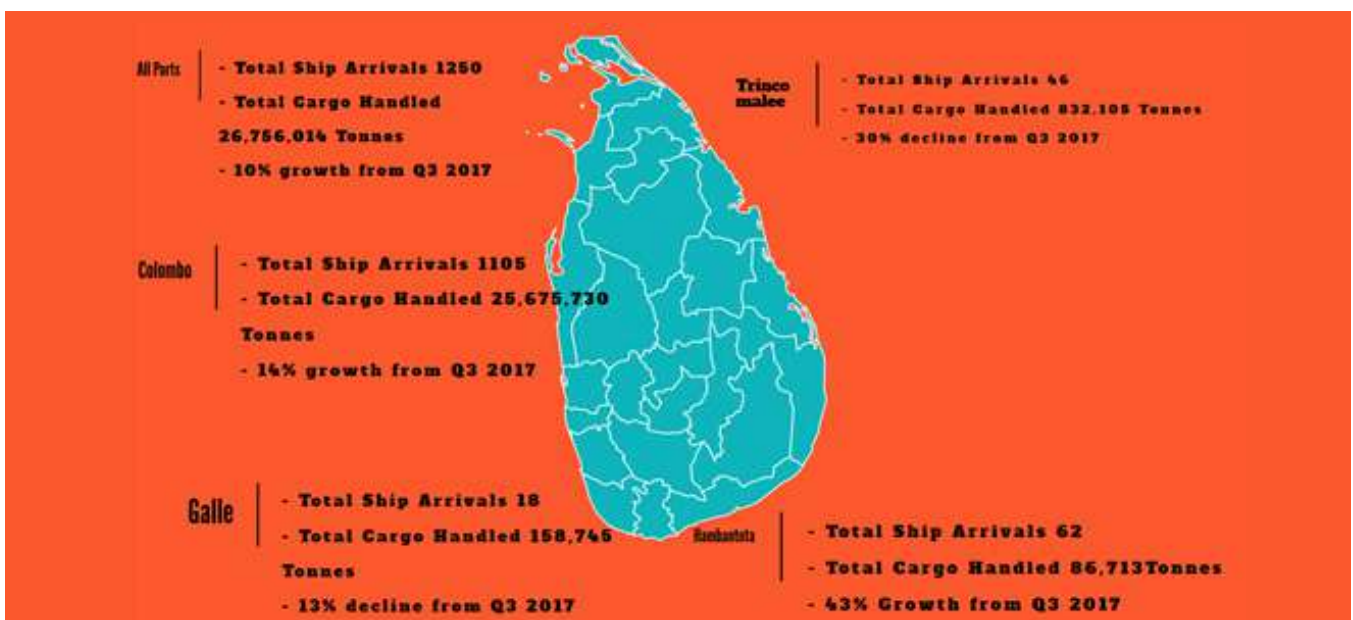 All Ports
- Total Ship Arrivals 1250
- Total Cargo Handled
26,756,014 Tonnes
- 10% growth from Q3 2017
Trinco
malee
- Total Ship Arrivals 46
- Total Cargo Handled 832,105 Tonnes
- 30% decline from Q3 2017
Colombo
- Total Ship Arrivals 1105
- Total Cargo Handled 25,675,730
Tonnes
- 14% growth from Q3 2017
Galle
- Total Ship Arrivals 18
- Total Cargo Handled 158,745
Tonnes
- 13% decline from Q3 2017
Hambantota
- Total Ship Arrivals 62
- Total Cargo Handled 86,713Tonnes
- 43% Growth from Q3 2017